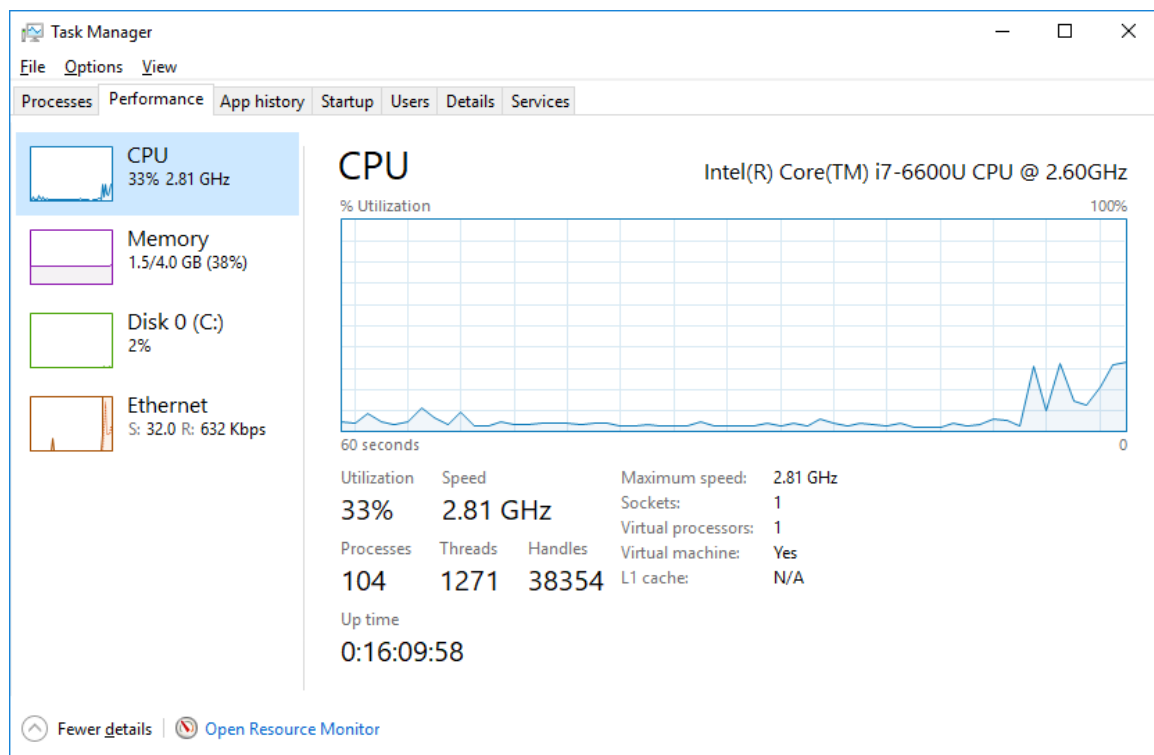 Task Manager
File Options View
Processes Performance App history Startup Users Details Services
CPU
33% 2.81 GHz
Memory
1.5/4.0 GB (38%)
Disk 0 (C:)
2%
Ethernet
S: 32.0 R: 632 Kbps
CPU Intel(R) Core(TM) i7-6600U CPU @ 2.60GHz
% Utilization 100%
60 seconds 0
Utilization Speed
33% 2.81 GHz
Processes Threads Handles
104 1271 38354
Up time
0:16:09:58
Maximum speed: 2.81 GHz
Sockets: 1
Virtual processors: 1
Virtual machine: Yes
L1 cache: N/A
Fewer details Open Resource Monitor